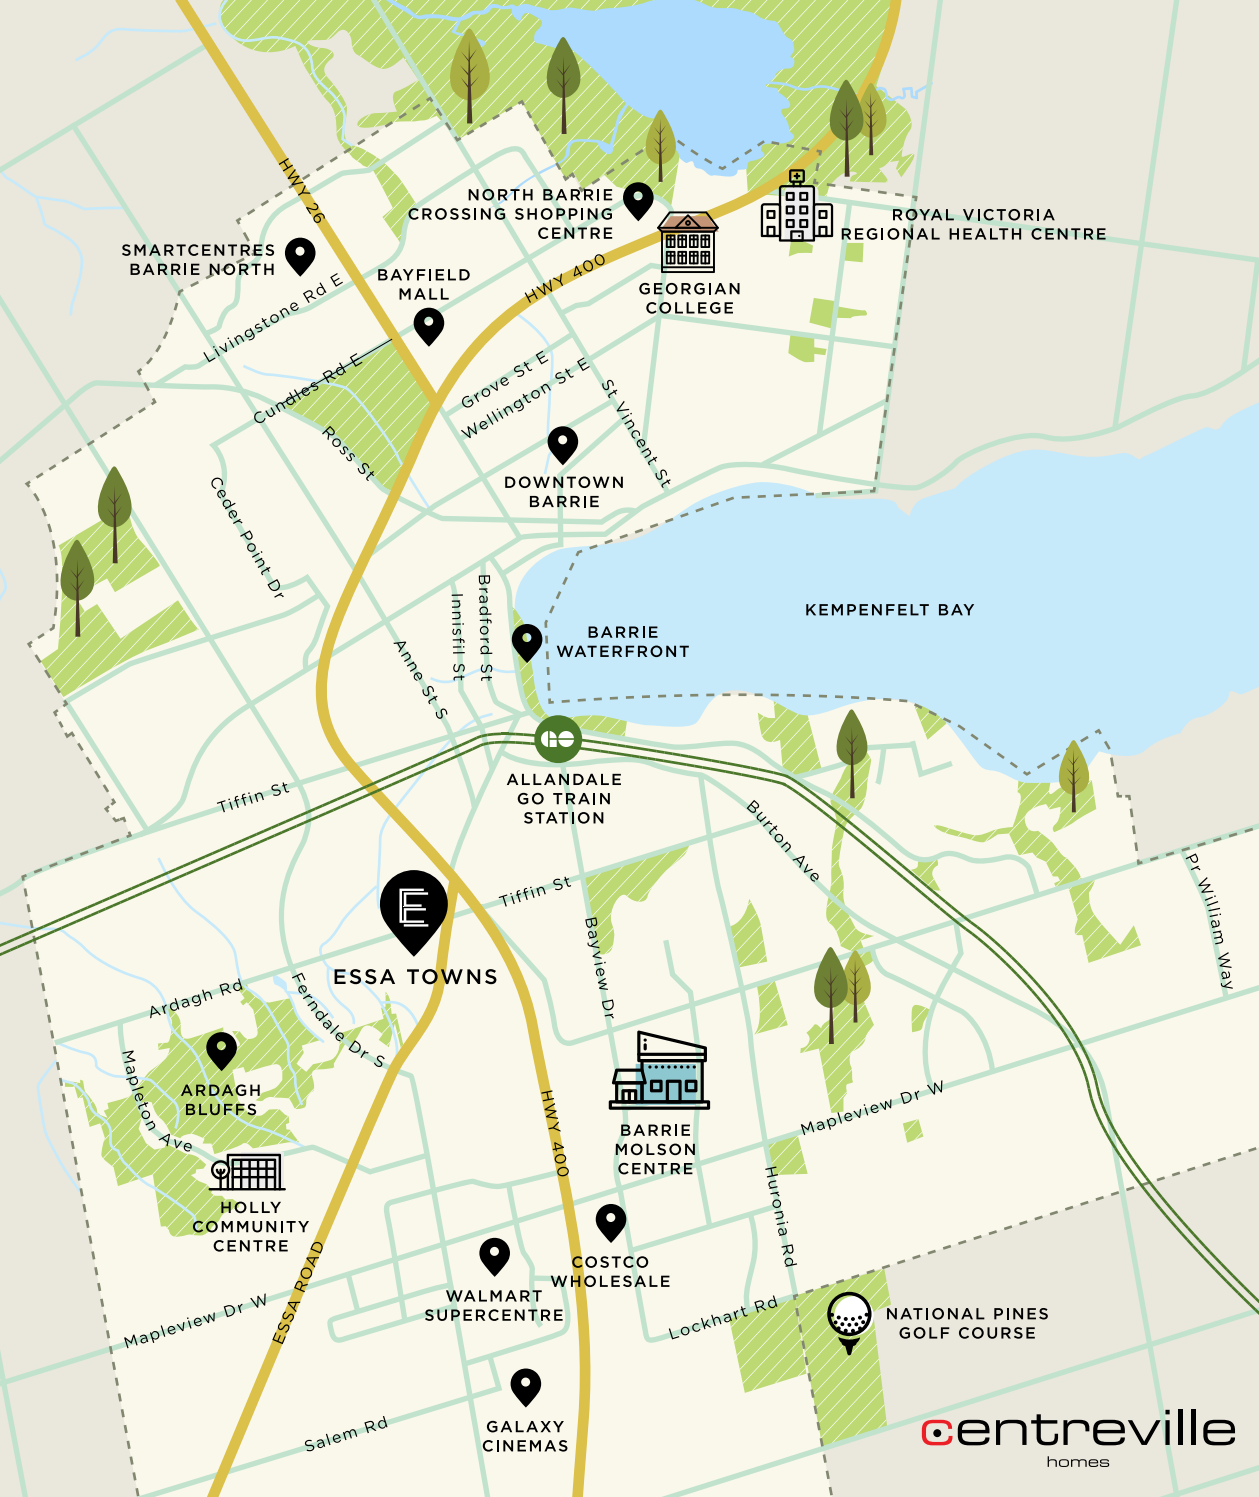 HWY 26
NORTH BARRIE
CROSSING SHOPPING
CENTRE
ROYAL VICTORIA
REGIONAL HEALTH CENTRE
SMARTCENTRES
BARRIE NORTH
BAYFIELD
MALL
HWY 400
GEORGIAN
COLLEGE
Livingstone Rd E
Cundles Rd E
Grove St E
Wellington St E
St Vincent St
Ross St
DOWNTOWN
BARRIE
Ceder Point Dr
Innisfil St
Bradford St
KEMPENFELT BAY
BARRIE
WATERFRONT
Anne St S
GO
ALLANDALE
GO TRAIN
STATION
Tiffin St
Burton Ave
Pr William Way
E
ESSA TOWNS
Tiffin St
Bayview Dr
Ardagh Rd
Ferndale Dr S
ARDAGH
BLUFFS
Mapleton Ave
HWY 400
BARRIE
MOLSON
CENTRE
Mapleview Dr W
HOLLY
COMMUNITY
CENTRE
Huronia Rd
COSTCO
WHOLESALE
WALMART
SUPERCENTRE
Mapleview Dr W
ESSA ROAD
Lockhart Rd
NATIONAL PINES
GOLF COURSE
GALAXY
CINEMAS
Salem Rd
centreville
homes